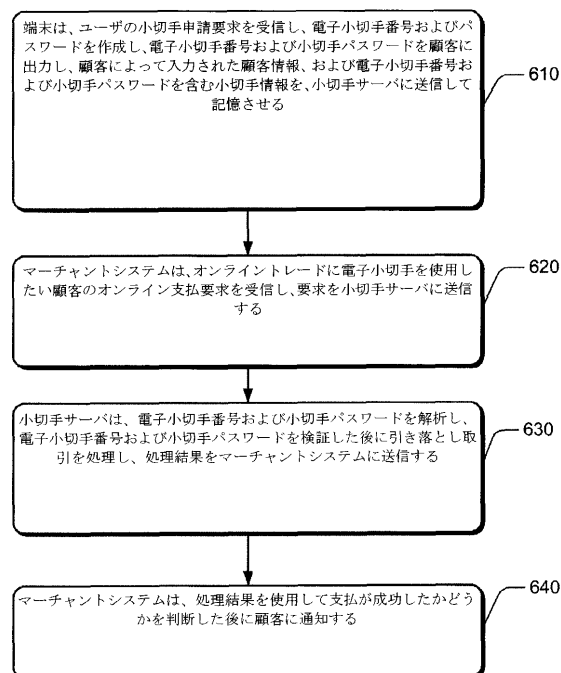 端末は、ユーザの小切手申請要求を受信し、電子小切手番号およびパ
スワードを作成し、電子小切手番号および小切手パスワードを顧客に
出力し、顧客によって入力された顧客情報、および電子小切手番号お
よび小切手パスワードを含む小切手情報を、小切手サーバに送信して
記憶させる
610
マーチャントシステムは、オンライントレードに電子小切手を使用し
たい顧客のオンライン支払要求を受信し、要求を小切手サーバに送信
する
620
小切手サーバは、電子小切手番号および小切手パスワードを解析し、
電子小切手番号および小切手パスワードを検証した後に引き落とし取
引を処理し、処理結果をマーチャントシステムに送信する
630
マーチャントシステムは、処理結果を使用して支払が成功したかどう
かを判断した後に顧客に通知する
640